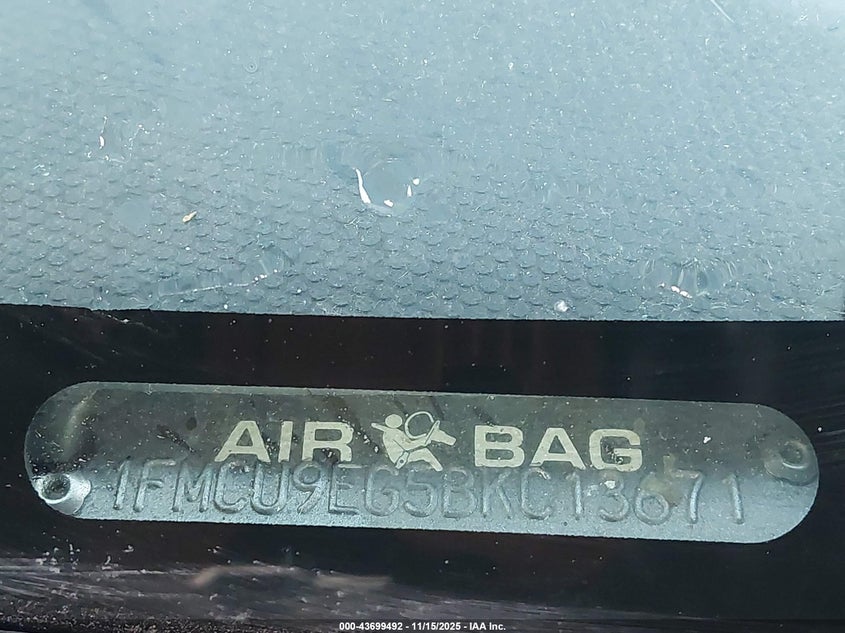 AIR BAG
1FMCU9EG5BKC13671
000-43699492 - 11/15/2025 - IAA Inc.